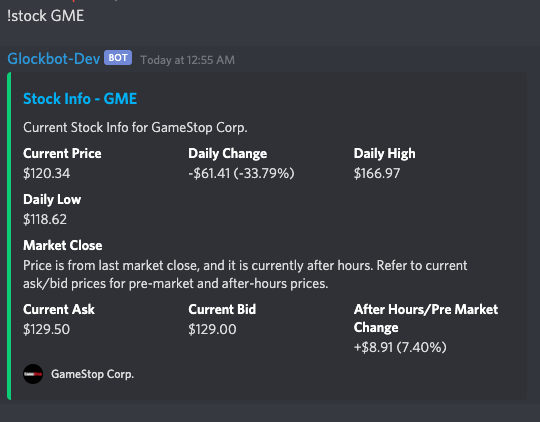 !stock GME
Glockbot-Dev BOT Today at 12:55 AM
Stock Info - GME
Current Stock Info for GameStop Corp.
Current Price Daily Change Daily High
$120.34 -$61.41 (-33.79%) $166.97
Daily Low
$118.62
Market Close
Price is from last market close, and it is currently after hours. Refer to current
ask/bid prices for pre-market and after-hours prices.
Current Ask Current Bid After Hours/Pre Market
Change
$129.50 $129.00
+$8.91 (7.40%)
GameStop Corp.